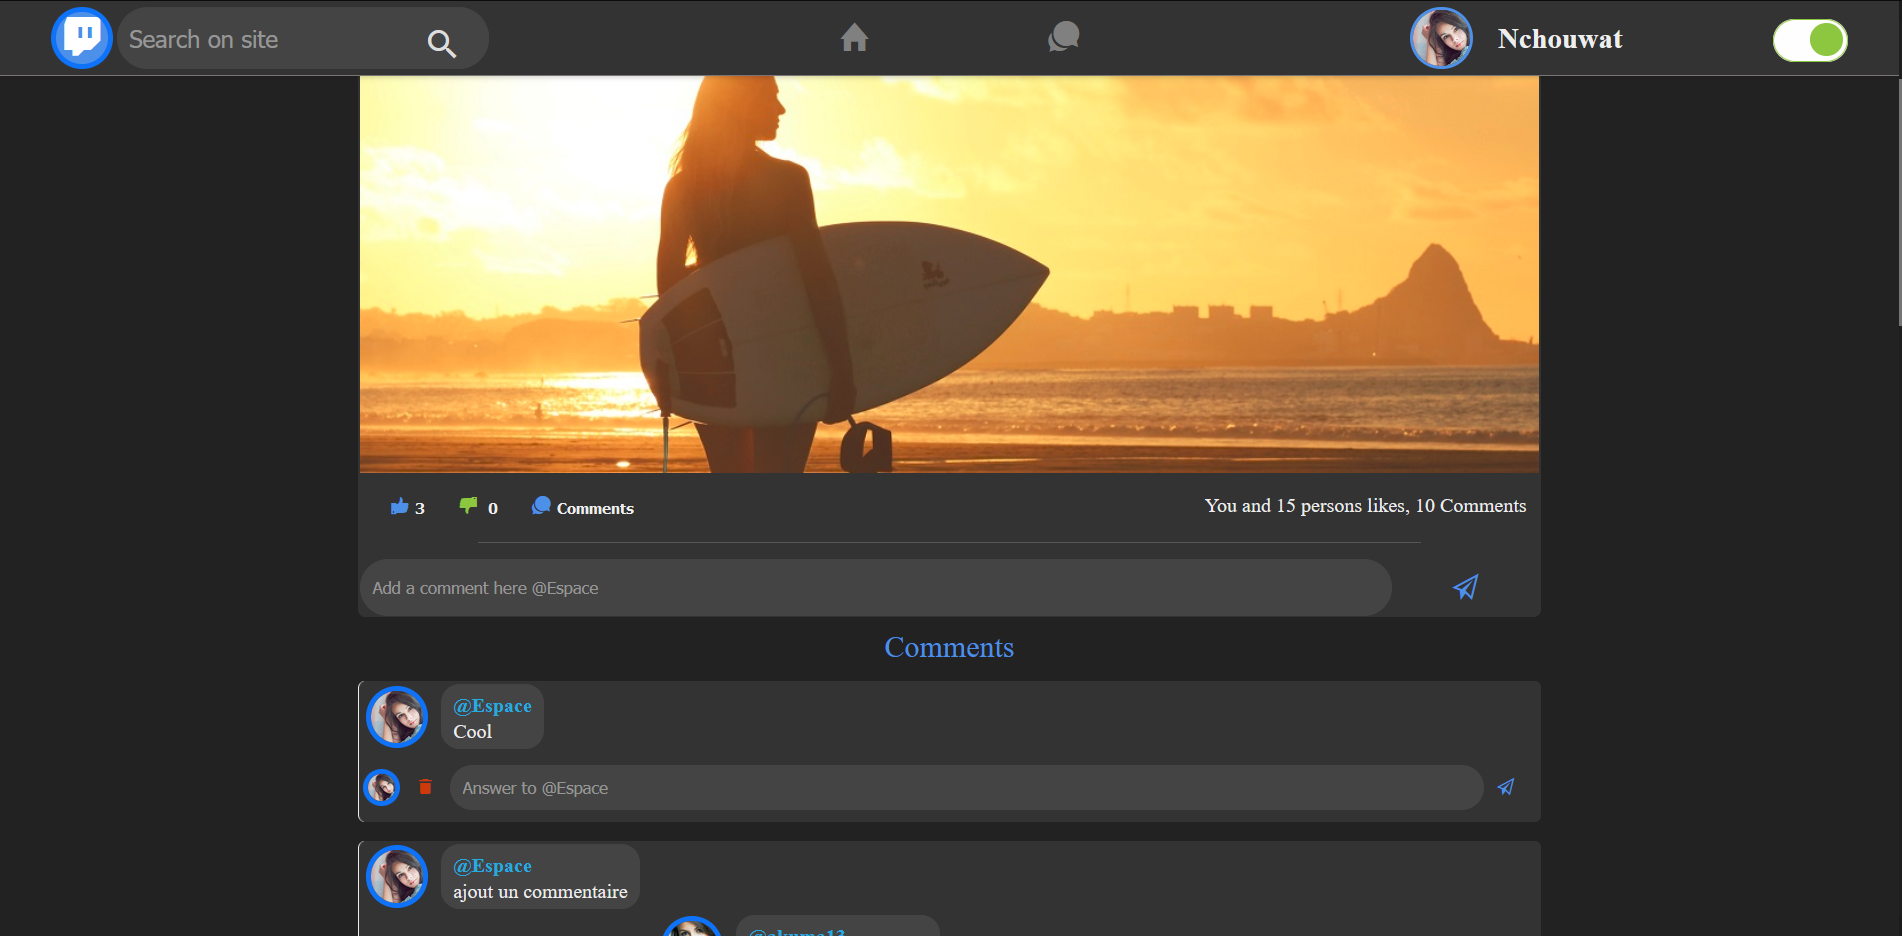 Search on site
Nchouwat
3 0 Comments
You and 15 persons likes, 10 Comments
Add a comment here @Espace
Comments
@Espace
Cool
Answer to @Espace
@Espace
ajout un commentaire